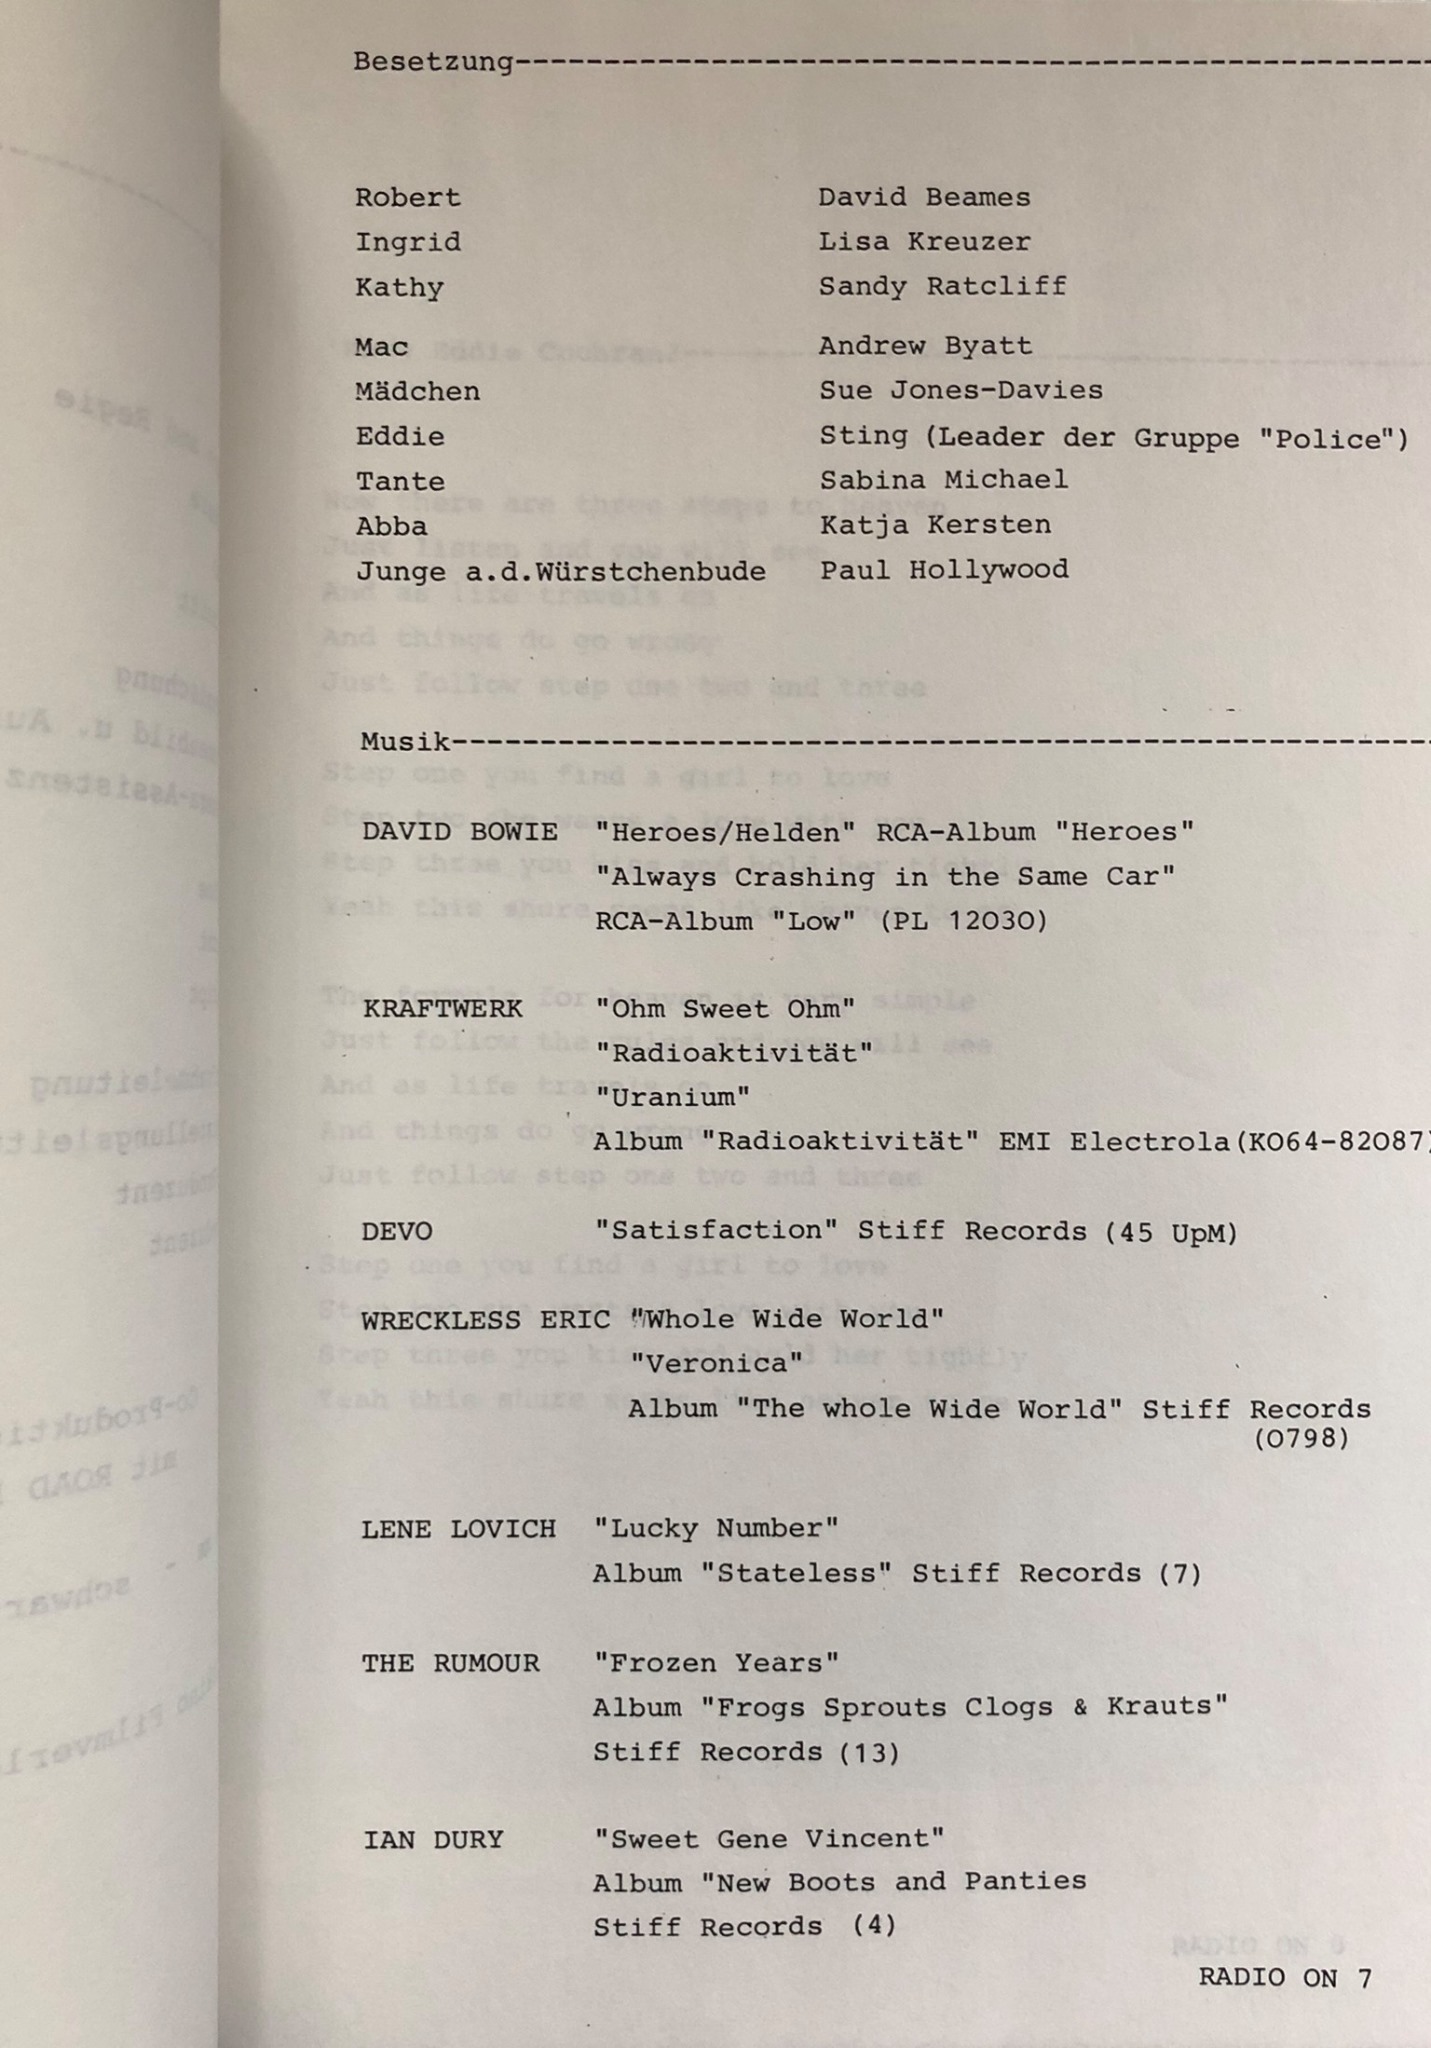 Besetzung----------------------------------------------------
Robert David Beames
Ingrid Lisa Kreuzer
Kathy Sandy Ratcliff
Mac Andrew Byatt
Mädchen Sue Jones-Davies
Eddie Sting (Leader der Gruppe "Police")
Tante Sabina Michael
Abba Katja Kersten
Junge a.d.Würstchenbude Paul Hollywood
Musik--------------------------------------------------------
DAVID BOWIE "Heroes/Helden" RCA-Album "Heroes"
"Always Crashing in the Same Car"
RCA-Album "Low" (PL 12030)
KRAFTWERK "Ohm Sweet Ohm"
"Radioaktivität"
"Uranium"
Album "Radioaktivität" EMI Electrola(KO64-82087)
DEVO "Satisfaction" Stiff Records (45 UpM)
WRECKLESS ERIC "Whole Wide World"
"Veronica"
Album "The whole Wide World" Stiff Records
(0798)
LENE LOVICH "Lucky Number"
Album "Stateless" Stiff Records (7)
THE RUMOUR "Frozen Years"
Album "Frogs Sprouts Clogs & Krauts"
Stiff Records (13)
IAN DURY "Sweet Gene Vincent"
Album "New Boots and Panties
Stiff Records (4)
RADIO ON 7